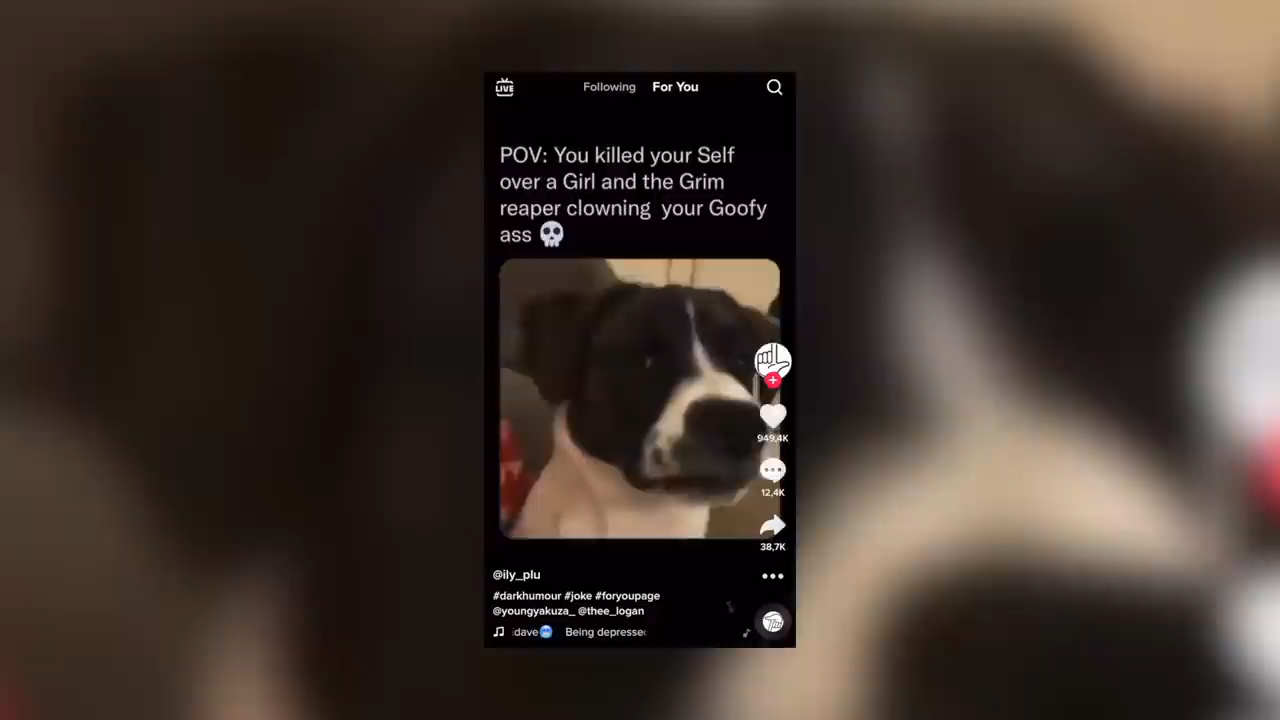 LIVE
Following For You
POV: You killed your Self
over a Girl and the Grim
reaper clowning your Goofy
ass 💀
949,4K
12,4K
38,7K
@ily_plu
#darkhumour #joke #foryoupage
@youngyakuza_ @thee_logan
dave🥶 Being depresse